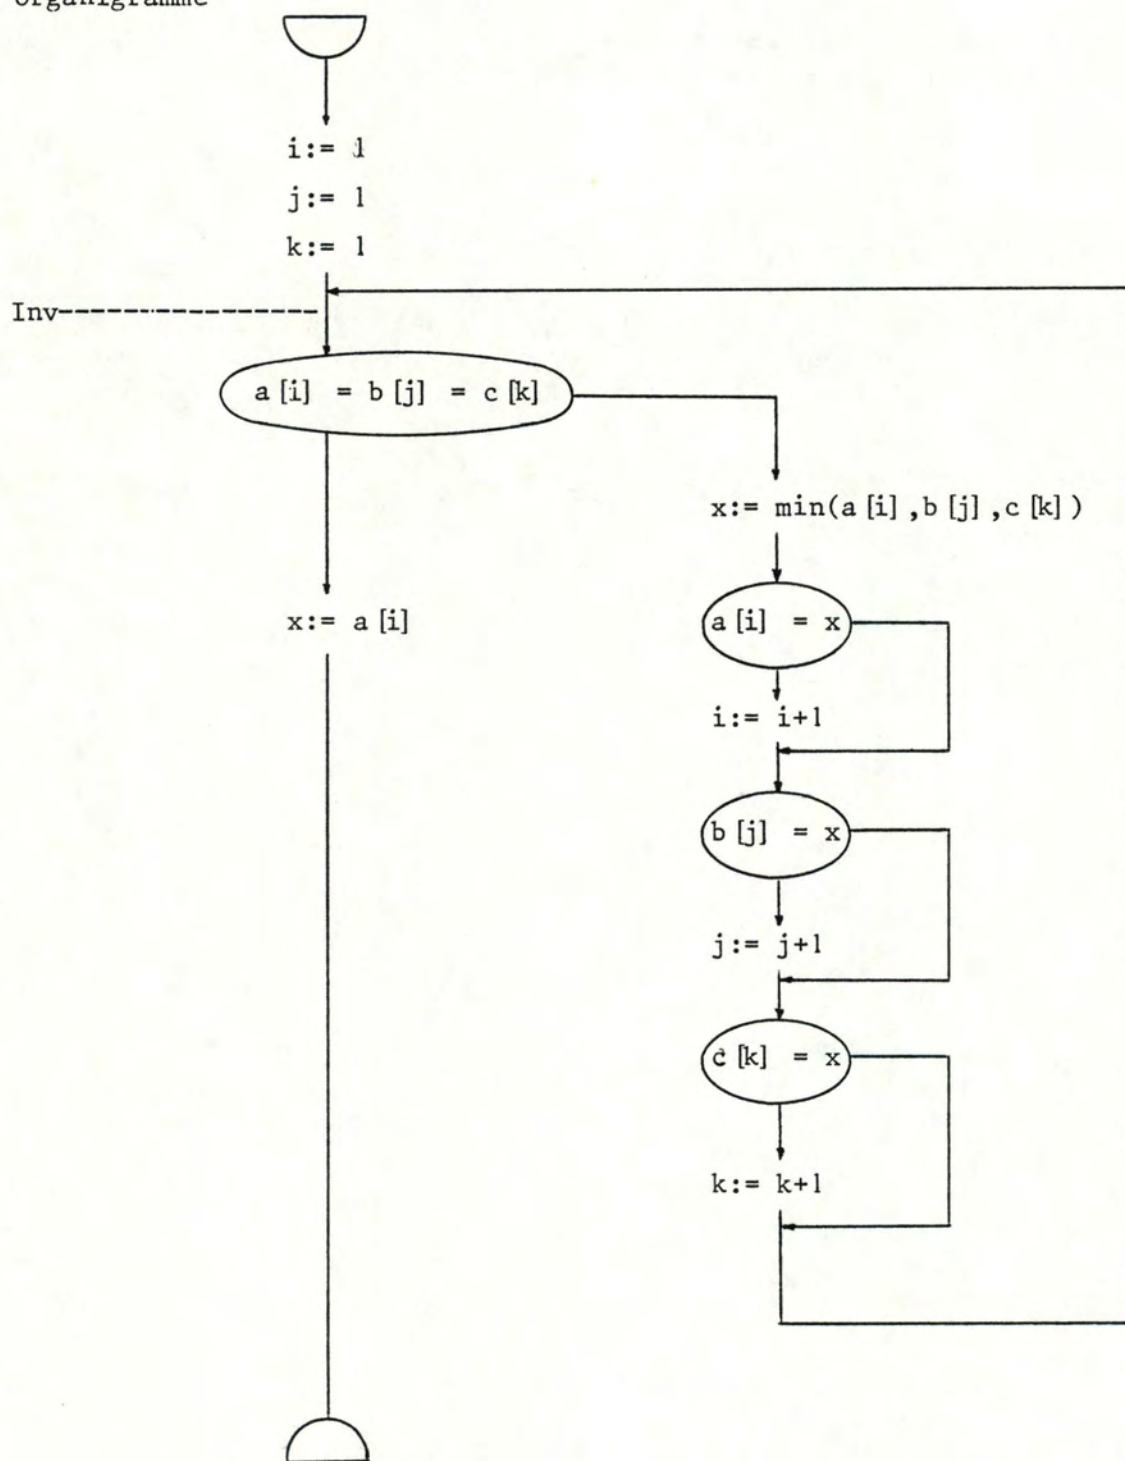 Organigramme
i:= 1
j:= 1
k:= 1
Inv
a [i] = b [j] = c [k]
x:= min(a [i] ,b [j] ,c [k] )
x:= a [i]
a [i] = x
i:= i+1
b [j] = x
j:= j+1
c [k] = x
k:= k+1